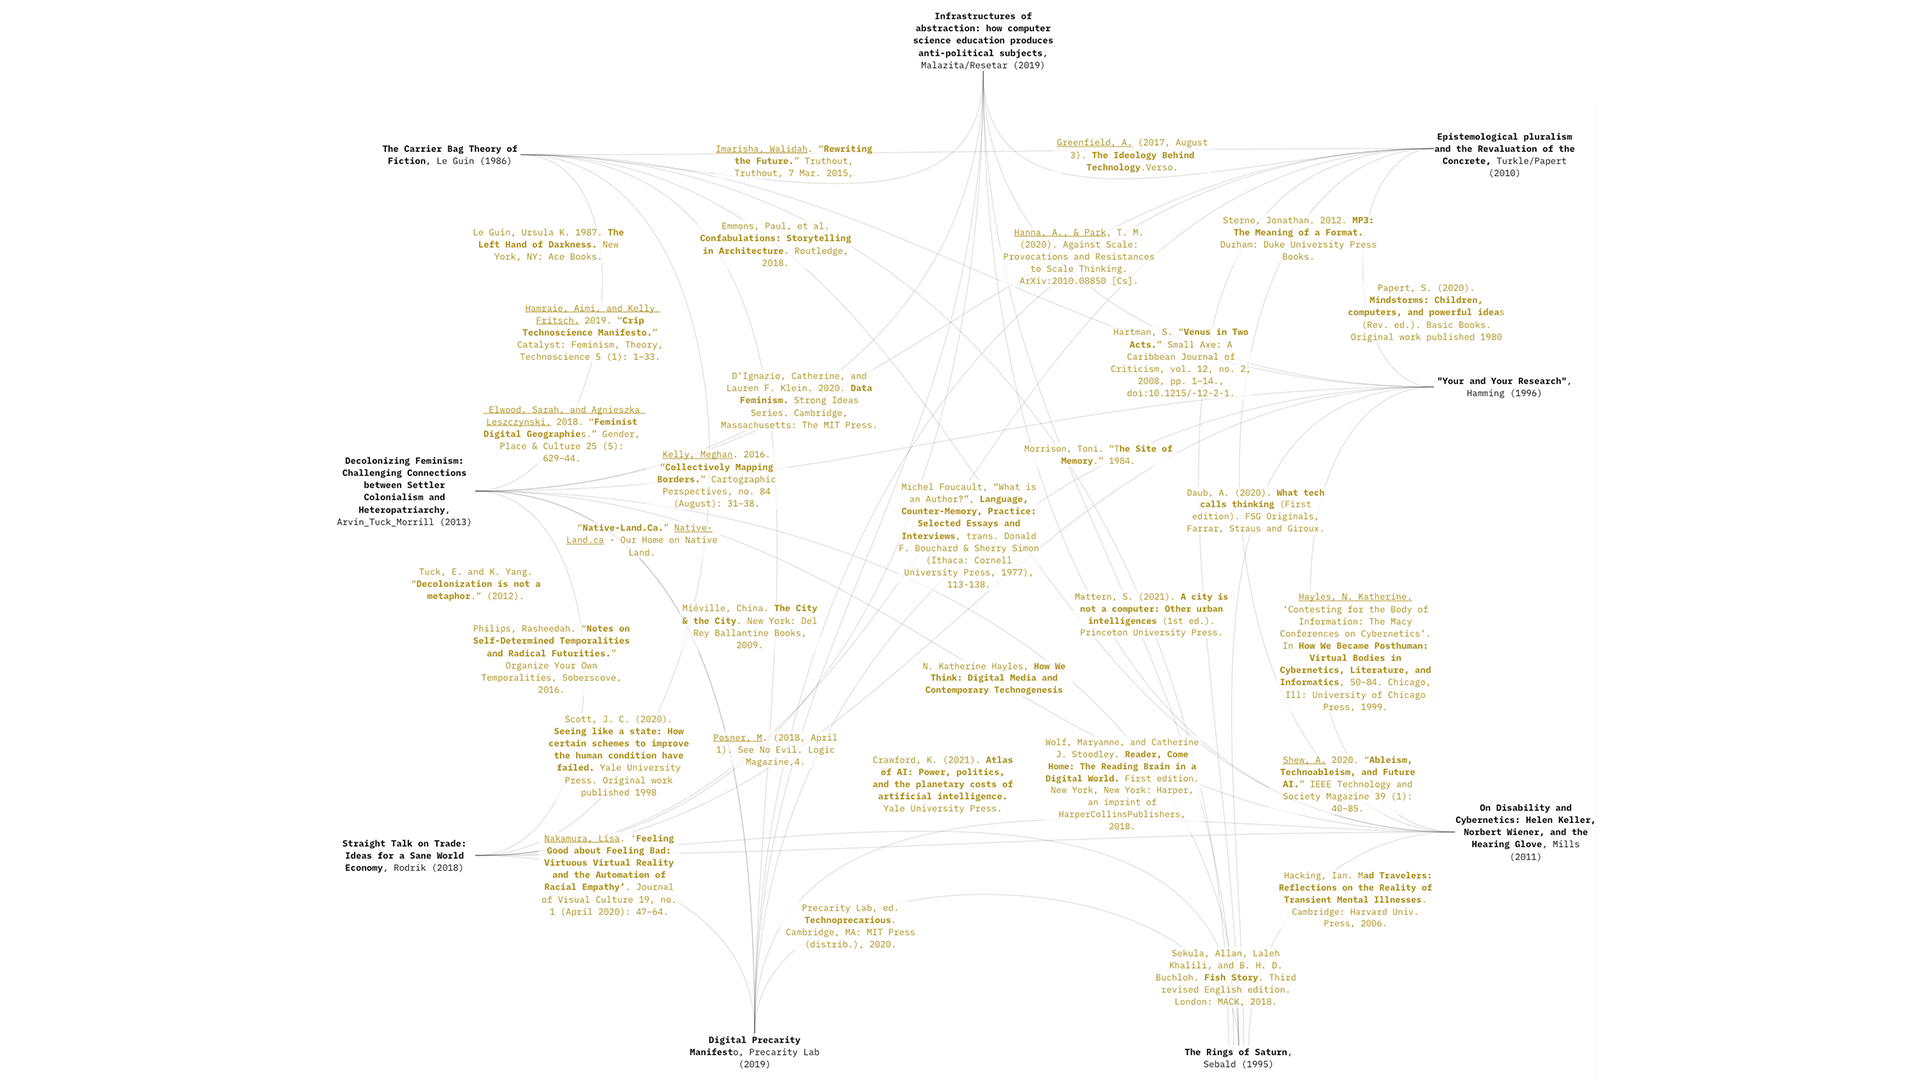 Infrastructures of
abstraction: how computer
science education produces
anti-political subjects,
Malazita/Resetar (2019)
The Carrier Bag Theory of
Fiction, Le Guin (1986)
Imarisha, Walidah. “Rewriting
the Future.” Truthout,
Truthout, 7 Mar. 2015,
Greenfield, A. (2017, August
3). The Ideology Behind
Technology.Verso.
Epistemological pluralism
and the Revaluation of the
Concrete, Turkle/Papert
(2010)
Le Guin, Ursula K. 1987. The
Left Hand of Darkness. New
York, NY: Ace Books.
Emmons, Paul, et al.
Confabulations: Storytelling
in Architecture. Routledge,
2018.
Hanna, A., & Park, T. M.
(2020). Against Scale:
Provocations and Resistances
to Scale Thinking.
ArXiv:2010.08850 [Cs].
Sterne, Jonathan. 2012. MP3:
The Meaning of a Format.
Durham: Duke University Press
Books.
Papert, S. (2020).
Mindstorms: Children,
computers, and powerful ideas
(Rev. ed.). Basic Books.
Original work published 1980
Hamraie, Aimi, and Kelly
Fritsch. 2019. “Crip
Technoscience Manifesto.”
Catalyst: Feminism, Theory,
Technoscience 5 (1): 1–33.
Hartman, S. “Venus in Two
Acts.” Small Axe: A
Caribbean Journal of
Criticism, vol. 12, no. 2,
2008, pp. 1–14.,
doi:10.1215/-12-2-1.
D’Ignazio, Catherine, and
Lauren F. Klein. 2020. Data
Feminism. Strong Ideas
Series. Cambridge,
Massachusetts: The MIT Press.
"Your and Your Research",
Hamming (1996)
Elwood, Sarah, and Agnieszka
Leszczynski. 2018. “Feminist
Digital Geographies.” Gender,
Place & Culture 25 (5):
629–44.
Kelly, Meghan. 2016.
“Collectively Mapping
Borders.” Cartographic
Perspectives, no. 84
(August): 31–38.
Morrison, Toni. “The Site of
Memory.” 1984.
Decolonizing Feminism:
Challenging Connections
between Settler
Colonialism and
Heteropatriarchy,
Arvin_Tuck_Morrill (2013)
Michel Foucault, “What is
an Author?”, Language,
Counter-Memory, Practice:
Selected Essays and
Interviews, trans. Donald
F. Bouchard & Sherry Simon
(Ithaca: Cornell
University Press, 1977),
113-138.
Daub, A. (2020). What tech
calls thinking (First
edition). FSG Originals,
Farrar, Straus and Giroux.
“Native-Land.Ca.” Native-
Land.ca - Our Home on Native
Land.
Tuck, E. and K. Yang.
“Decolonization is not a
metaphor.” (2012).
Miéville, China. The City
& the City. New York: Del
Rey Ballantine Books,
2009.
Mattern, S. (2021). A city is
not a computer: Other urban
intelligences (1st ed.).
Princeton University Press.
Hayles, N. Katherine.
‘Contesting for the Body of
Information: The Macy
Conferences on Cybernetics’.
In How We Became Posthuman:
Virtual Bodies in
Cybernetics, Literature, and
Informatics, 50–84. Chicago,
Ill: University of Chicago
Press, 1999.
Philips, Rasheedah. “Notes on
Self-Determined Temporalities
and Radical Futurities.”
Organize Your Own
Temporalities, Soberscove,
2016.
N. Katherine Hayles, How We
Think: Digital Media and
Contemporary Technogenesis
Scott, J. C. (2020).
Seeing like a state: How
certain schemes to improve
the human condition have
failed. Yale University
Press. Original work
published 1998
Posner, M. (2018, April
1). See No Evil. Logic
Magazine,4.
Crawford, K. (2021). Atlas
of AI: Power, politics,
and the planetary costs of
artificial intelligence.
Yale University Press.
Wolf, Maryanne, and Catherine
J. Stoodley. Reader, Come
Home: The Reading Brain in a
Digital World. First edition.
New York, New York: Harper,
an imprint of
HarperCollinsPublishers,
2018.
Shew, A. 2020. “Ableism,
Technoableism, and Future
AI.” IEEE Technology and
Society Magazine 39 (1):
40–85.
On Disability and
Cybernetics: Helen Keller,
Norbert Wiener, and the
Hearing Glove, Mills
(2011)
Straight Talk on Trade:
Ideas for a Sane World
Economy, Rodrik (2018)
Nakamura, Lisa. ‘Feeling
Good about Feeling Bad:
Virtuous Virtual Reality
and the Automation of
Racial Empathy’. Journal
of Visual Culture 19, no.
1 (April 2020): 47–64.
Hacking, Ian. Mad Travelers:
Reflections on the Reality of
Transient Mental Illnesses.
Cambridge: Harvard Univ.
Press, 2006.
Precarity Lab, ed.
Technoprecarious.
Cambridge, MA: MIT Press
(distrib.), 2020.
Sekula, Allan, Laleh
Khalili, and B. H. D.
Buchloh. Fish Story. Third
revised English edition.
London: MACK, 2018.
Digital Precarity
Manifesto, Precarity Lab
(2019)
The Rings of Saturn,
Sebald (1995)